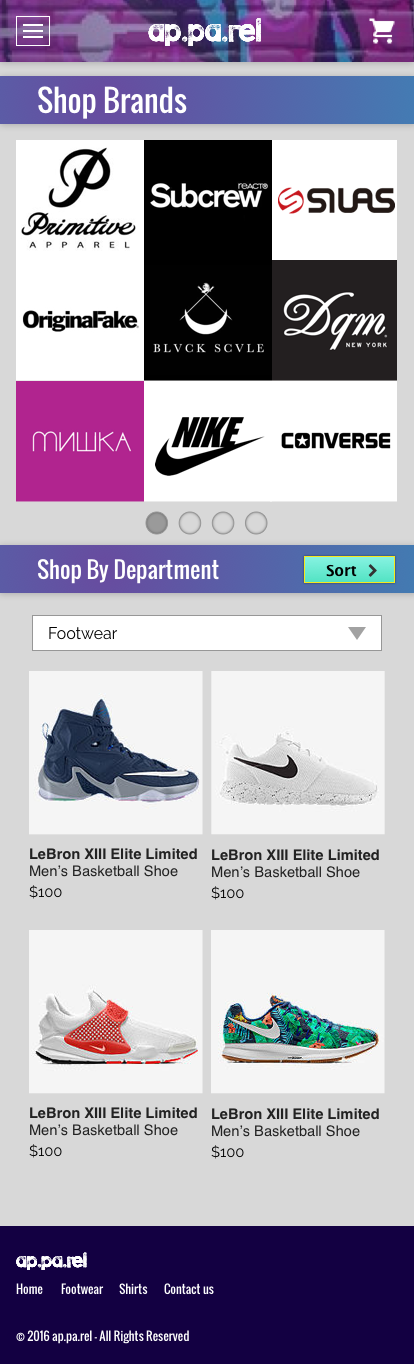 ap.pa.rel
Shop Brands
Primitive
APPAREL
Subcrew
REACT®
SILAS
OriginalFake
BLVCK SCVLE
Dqm.
NEW YORK
МИШКА
NIKE
CONVERSE
Shop By Department
Sort
Footwear
LeBron XIII Elite Limited
Men's Basketball Shoe
$100
LeBron XIII Elite Limited
Men's Basketball Shoe
$100
LeBron XIII Elite Limited
Men's Basketball Shoe
$100
LeBron XIII Elite Limited
Men's Basketball Shoe
$100
ap.pa.rel
Home Footwear Shirts Contact us
© 2016 ap.pa.rel - All Rights Reserved